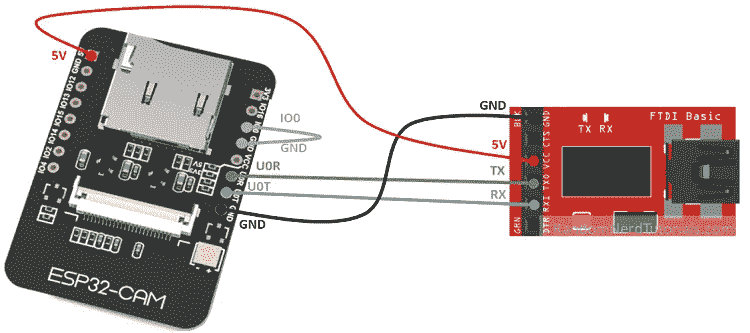 5V
5V
GND
IO12
IO13
IO15
IO14
IO2
IO4
3V3
IO16
IO0
GND
VCC
U0R
U0T
GND
IO0
GND
U0R
U0T
GND
ESP32-CAM
GND
5V
TX
RX
BLK
GND
CTS
VCC
TXO
RXI
DTR
GRN
TX RX
FTDI Basic